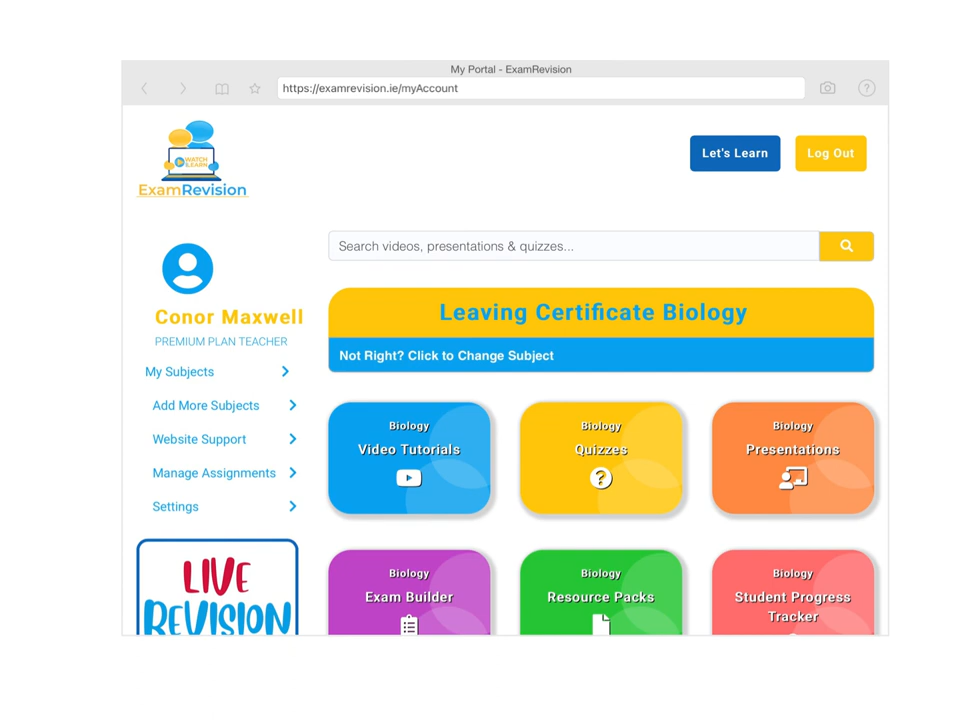 My Portal - ExamRevision
https://examrevision.ie/myAccount
?
WATCH
&LEARN
ExamRevision
Let's Learn
Log Out
Search videos, presentations & quizzes...
Conor Maxwell
PREMIUM PLAN TEACHER
My Subjects
Add More Subjects
Website Support
Manage Assignments
Settings
LIVE
REVISION
Leaving Certificate Biology
Not Right? Click to Change Subject
Biology
Video Tutorials
Biology
Quizzes
?
Biology
Presentations
Biology
Exam Builder
Biology
Resource Packs
Biology
Student Progress
Tracker